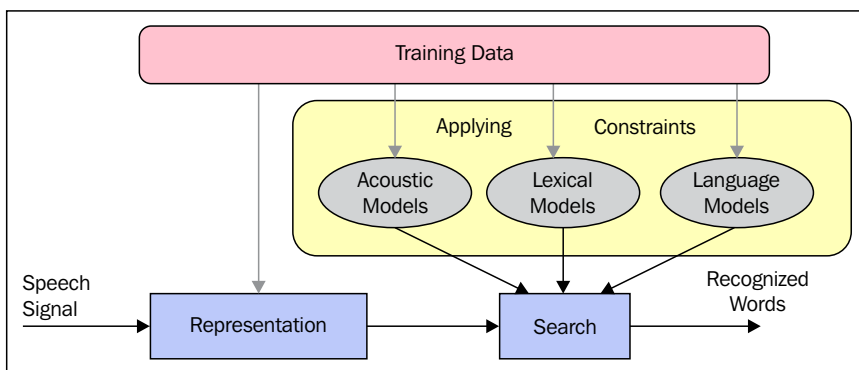 Training Data
Applying Constraints
Acoustic
Models
Lexical
Models
Language
Models
Speech
Signal
Representation
Search
Recognized
Words